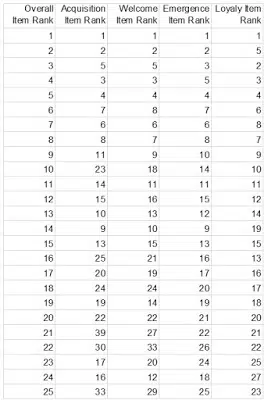 Overall Acquisition Welcome Emergence Loyaly Item
Item Rank Item Rank Item Rank Item Rank Rank
1 1 1 1 1
2 2 2 2 5
3 5 5 3 2
4 3 3 5 3
5 4 4 4 4
6 7 8 7 6
7 6 6 6 8
8 8 7 8 7
9 11 9 10 9
10 23 18 14 10
11 14 11 11 11
12 15 16 15 12
13 10 13 12 14
14 9 10 9 19
15 13 15 13 15
16 25 21 16 13
17 20 19 17 16
18 24 24 20 17
19 19 14 19 18
20 22 22 21 20
21 39 27 22 21
22 30 33 26 22
23 17 20 24 25
24 16 12 18 27
25 33 29 25 23